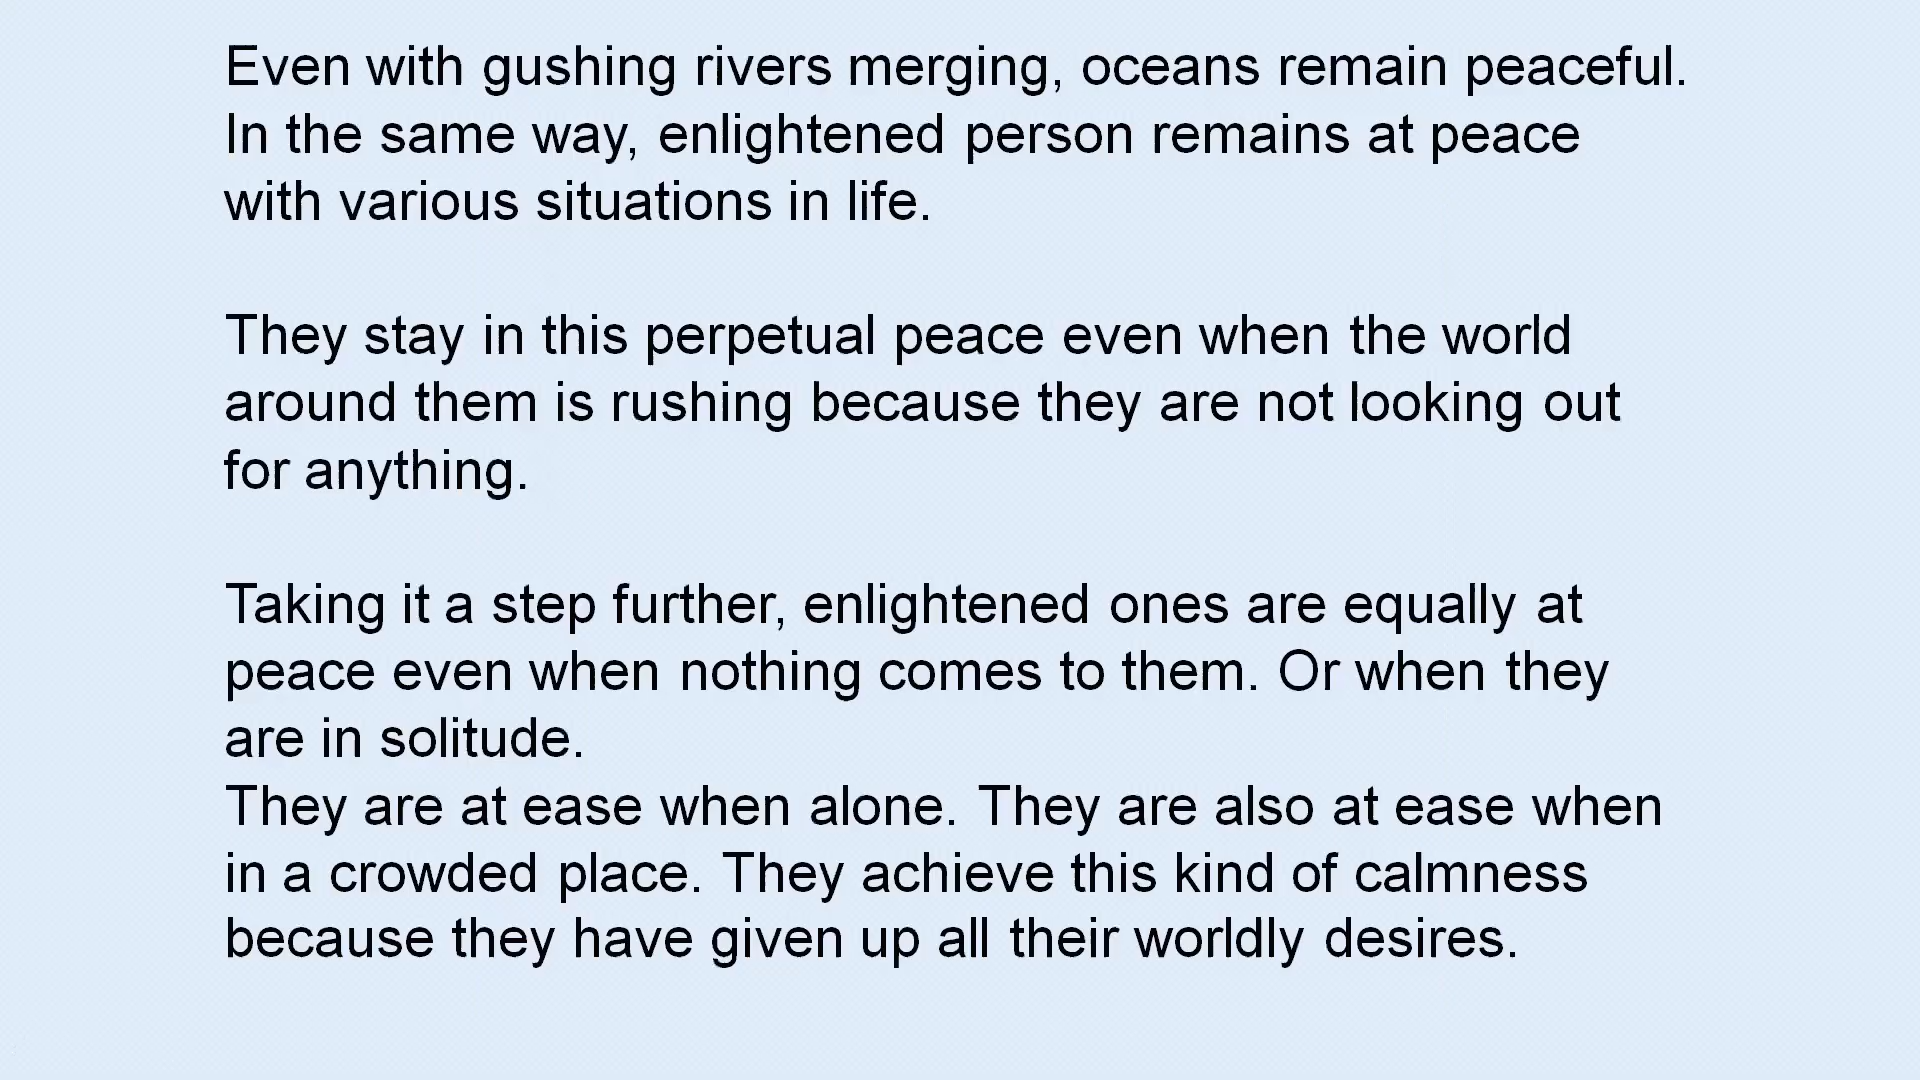 Even with gushing rivers merging, oceans remain peaceful.
In the same way, enlightened person remains at peace
with various situations in life.
They stay in this perpetual peace even when the world
around them is rushing because they are not looking out
for anything.
Taking it a step further, enlightened ones are equally at
peace even when nothing comes to them. Or when they
are in solitude.
They are at ease when alone. They are also at ease when
in a crowded place. They achieve this kind of calmness
because they have given up all their worldly desires.